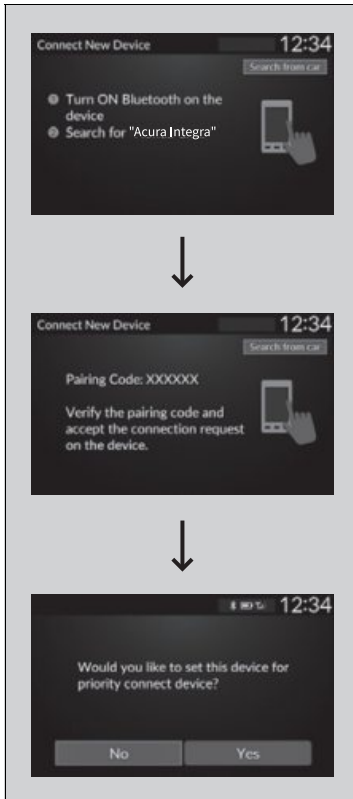 Connect New Device 12:34
Search from car
❶ Turn ON Bluetooth on the
device
❷ Search for "Acura Integra"
Connect New Device 12:34
Search from car
Pairing Code: XXXXXX
Verify the pairing code and
accept the connection request
on the device.
12:34
Would you like to set this device for
priority connect device?
No Yes